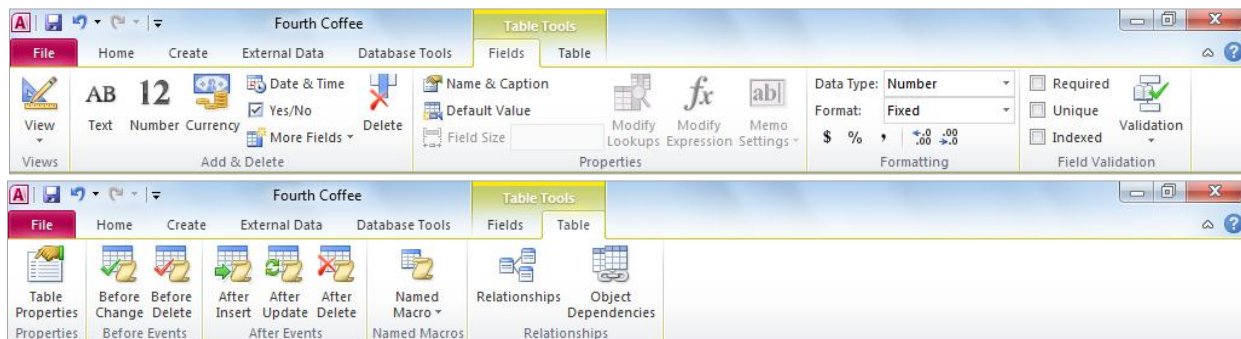 A Fourth Coffee Table Tools X
File Home Create External Data Database Tools Fields Table ?
AB 12 Date & Time Name & Caption fx ab| Data Type: Number Required
Yes/No Default Value Format: Fixed Unique
View Text Number Currency More Fields Delete Field Size Modify Lookups Modify Expression Memo Settings $ % , .0 .00 .00 .0 Indexed Validation
Views Add & Delete Properties Formatting Field Validation
A Fourth Coffee Table Tools X
File Home Create External Data Database Tools Fields Table ?
Table Before Before After After After Named Relationships Object
Properties Change Delete Insert Update Delete Macro Dependencies
Properties Before Events After Events Named Macros Relationships